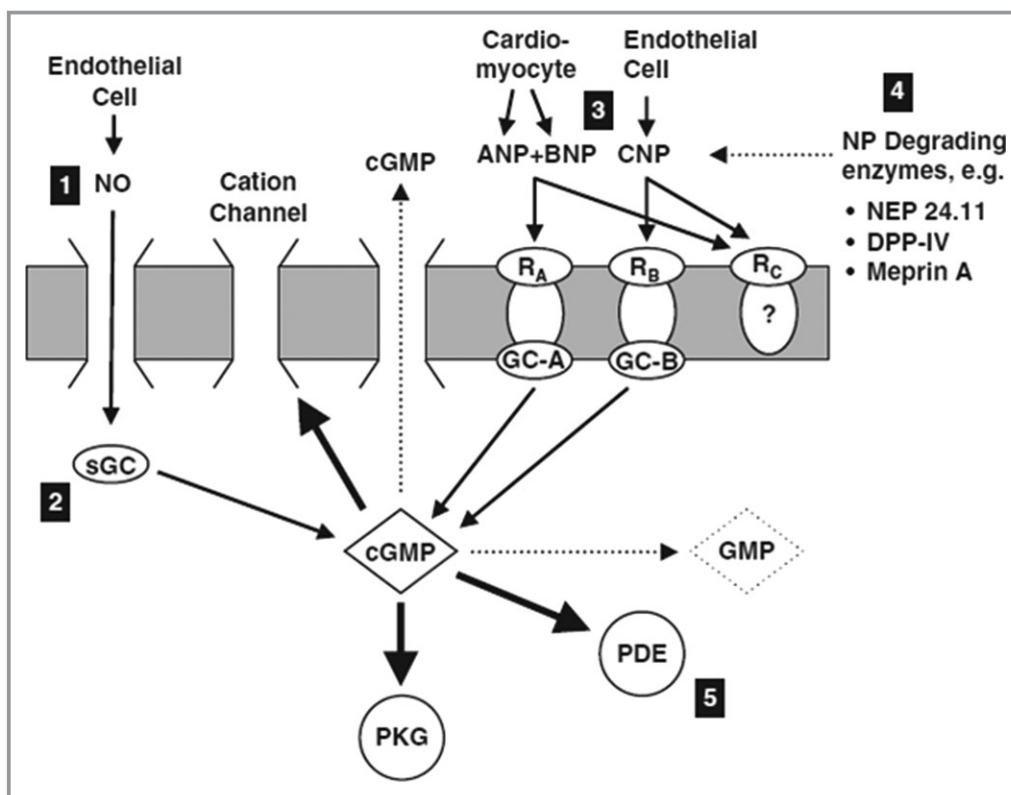 Endothelial
Cell
1
NO
Cation
Channel
cGMP
Cardio-
myocyte
3
Endothelial
Cell
ANP+BNP
CNP
4
NP Degrading
enzymes, e.g.
• NEP 24.11
• DPP-IV
• Meprin A
RA
RB
RC
?
GC-A
GC-B
sGC
2
cGMP
GMP
PDE
5
PKG